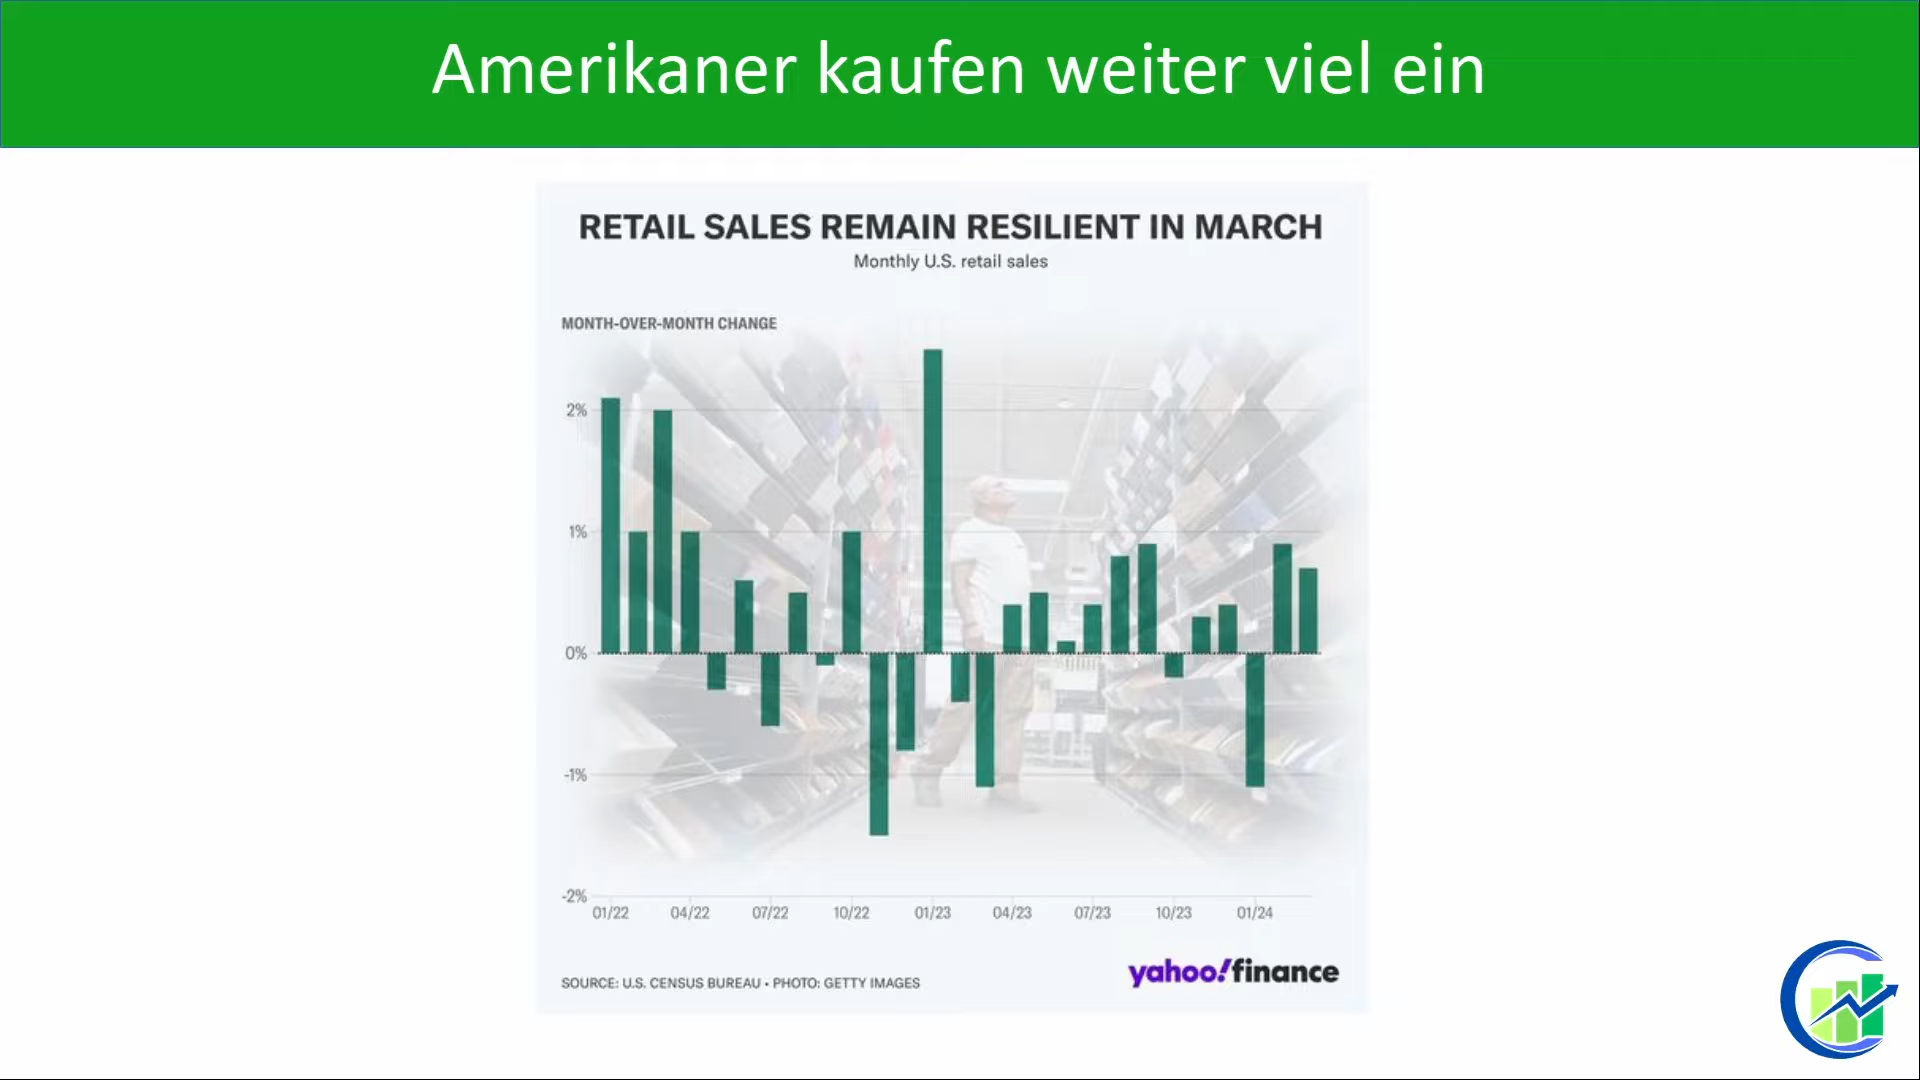 Amerikaner kaufen weiter viel ein
RETAIL SALES REMAIN RESILIENT IN MARCH
Monthly U.S. retail sales
MONTH-OVER-MONTH CHANGE
2%
1%
0%
-1%
-2%
01/22 04/22 07/22 10/22 01/23 04/23 07/23 10/23 01/24
SOURCE: U.S. CENSUS BUREAU • PHOTO: GETTY IMAGES
yahoo!finance